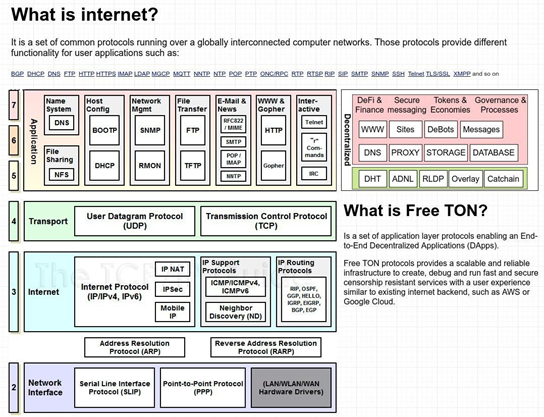 What is internet?
It is a set of common protocols running over a globally interconnected computer networks. Those protocols provide different
functionality for user applications such as:
BGP DHCP DNS FTP HTTP HTTPS IMAP LDAP MGCP MQTT NNTP NTP POP PTP ONC/RPC RTP RTSP RIP SIP SMTP SNMP SSH Telnet TLS/SSL XMPP and so on
7
6
5
Application
Name
System
DNS
File
Sharing
NFS
Host
Config
BOOTP
DHCP
Network
Mgmt
SNMP
RMON
File
Transfer
FTP
TFTP
E-Mail &
News
RFC822
/ MIME
SMTP
POP /
IMAP
NNTP
WWW &
Gopher
HTTP
Gopher
Inter-
active
Telnet
"r"
Com-
mands
IRC
Decentralized
DeFi &
Finance
Secure
messaging
Tokens &
Economies
Governance &
Processes
WWW
Sites
DeBots
Messages
DNS
PROXY
STORAGE
DATABASE
DHT
ADNL
RLDP
Overlay
Catchain
4
Transport
User Datagram Protocol
(UDP)
Transmission Control Protocol
(TCP)
What is Free TON?
Is a set of application layer protocols enabling an End-
to-End Decentralized Applications (DApps).
Free TON protocols provides a scalable and reliable
infrastructure to create, debug and run fast and secure
censorship resistant services with a user experience
similar to existing internet backend, such as AWS or
Google Cloud.
3
Internet
Internet Protocol
(IP/IPv4, IPv6)
IP NAT
IPSec
Mobile
IP
IP Support
Protocols
ICMP/ICMPv4,
ICMPv6
Neighbor
Discovery (ND)
IP Routing
Protocols
RIP, OSPF,
GGP, HELLO,
IGRP, EIGRP,
BGP, EGP
Address Resolution
Protocol (ARP)
Reverse Address Resolution
Protocol (RARP)
2
Network
Interface
Serial Line Interface
Protocol (SLIP)
Point-to-Point Protocol
(PPP)
(LAN/WLAN/WAN
Hardware Drivers)